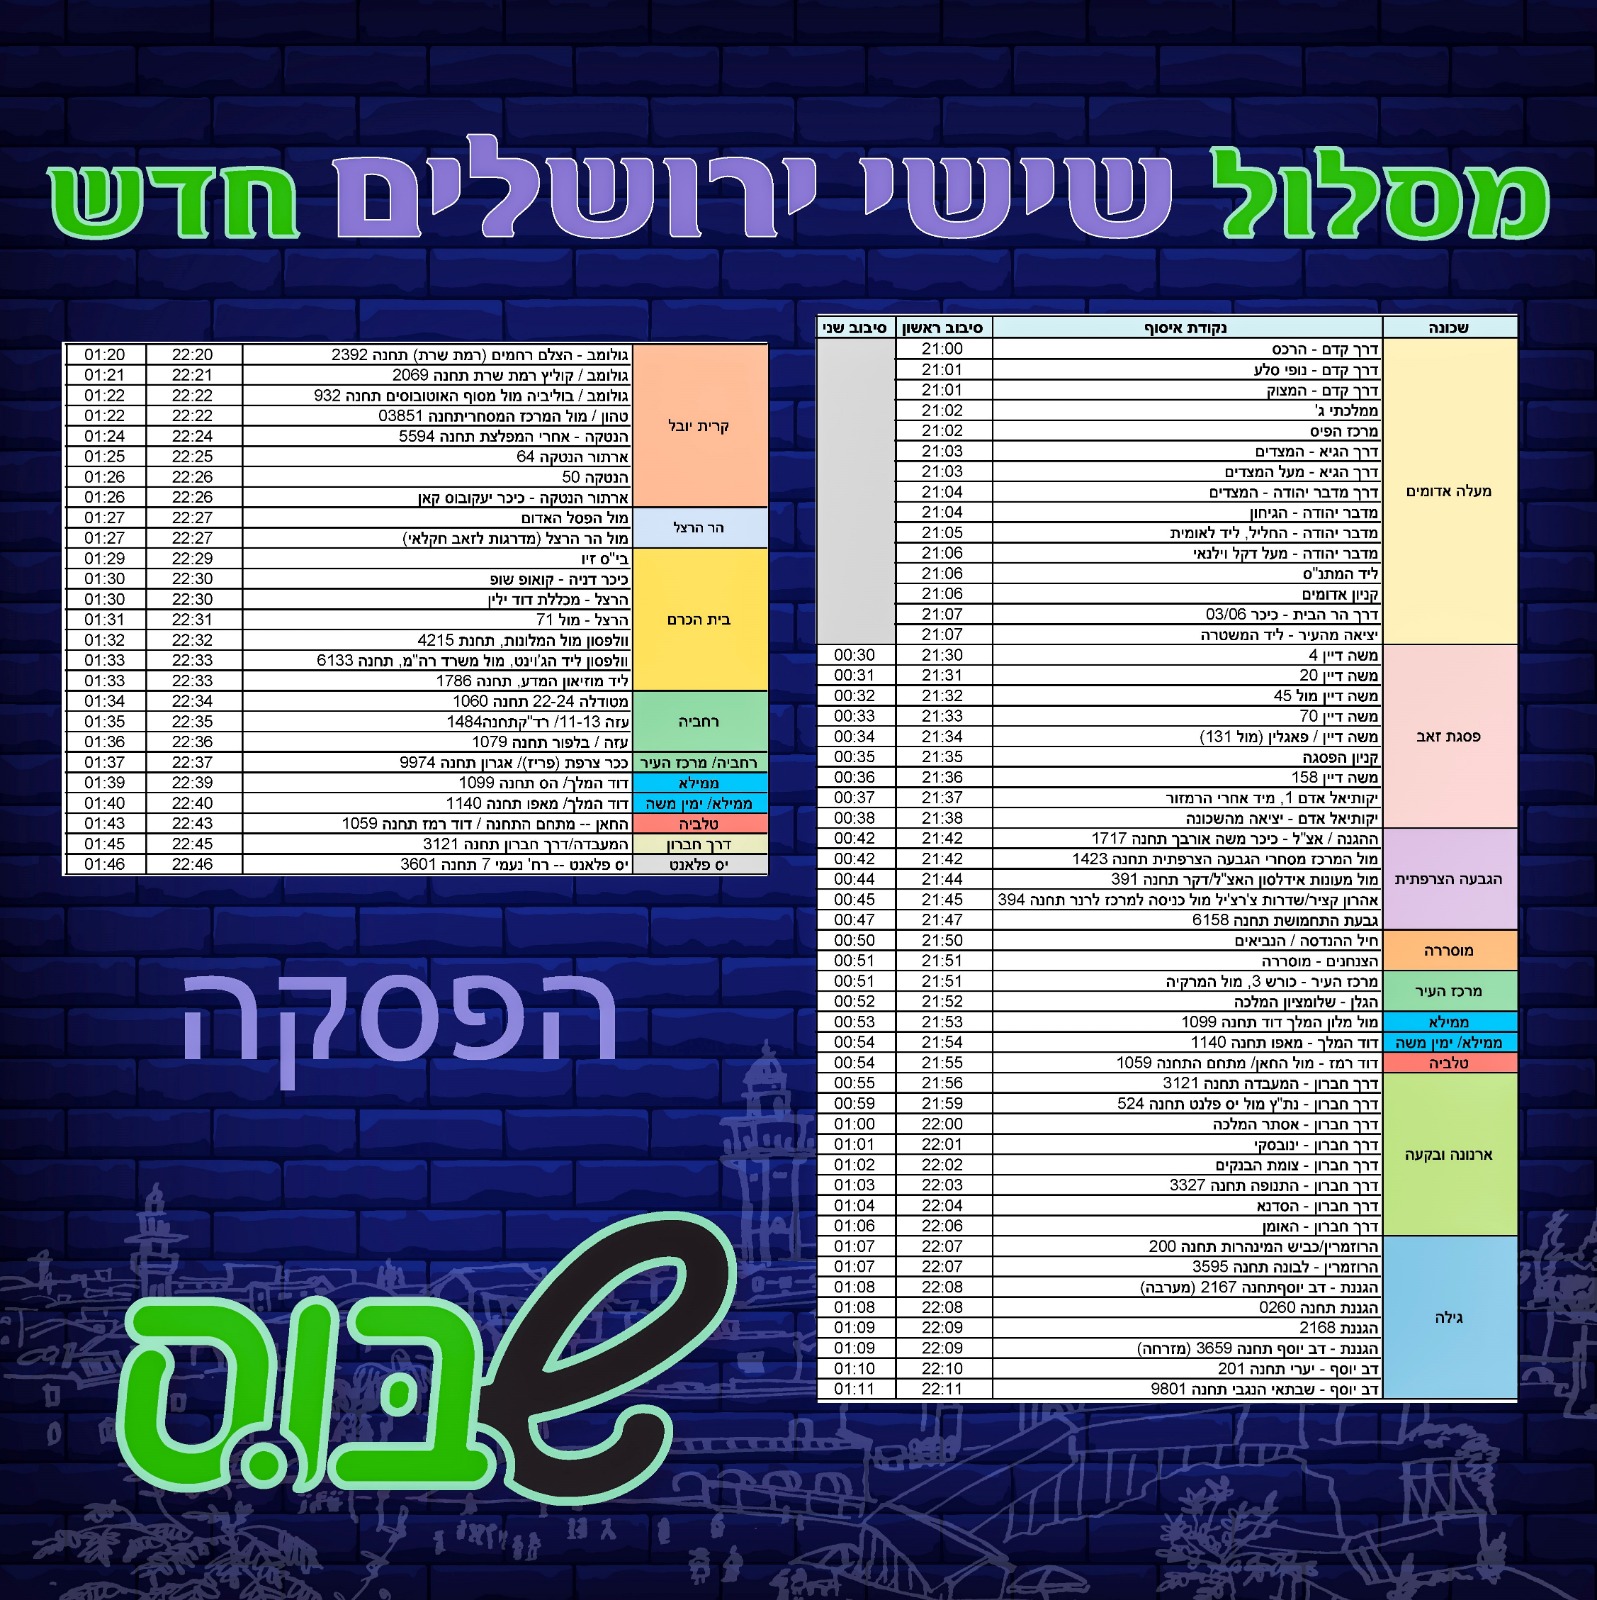 מסלול שישי ירושלים חדש
שכונה נקודת איסוף סיבוב ראשון סיבוב שני
מעלה אדומים
דרך קדם - הרכס 21:00
דרך קדם - נופי סלע 21:01
דרך קדם - המצוק 21:01
ממלכתי ג' 21:02
מרכז הפיס 21:02
דרך הגיא - המצדים 21:03
דרך הגיא - מעל המצדים 21:03
דרך מדבר יהודה - המצדים 21:04
מדבר יהודה - הגיחון 21:04
מדבר יהודה - החליל, ליד לאומית 21:05
מדבר יהודה - מעל דקל וילנאי 21:06
ליד המתנ"ס 21:06
קניון אדומים 21:06
דרך הר הבית - כיכר 03/06 21:07
יציאה מהעיר - ליד המשטרה 21:07
פסגת זאב
משה דיין 4 21:30 00:30
משה דיין 20 21:31 00:31
משה דיין מול 45 21:32 00:32
משה דיין 70 21:33 00:33
משה דיין / פאגלין (מול 131) 21:34 00:34
קניון הפסגה 21:35 00:35
משה דיין 158 21:36 00:36
יקותיאל אדם 1, מיד אחרי הרמזור 21:37 00:37
יקותיאל אדם - יציאה מהשכונה 21:38 00:38
הגבעה הצרפתית
ההגנה / אצ"ל - כיכר משה אורבך תחנה 1717 21:42 00:42
מול המרכז מסחרי הגבעה הצרפתית תחנה 1423 21:42 00:42
מול מעונות אידלסון האצ"ל/דקר תחנה 391 21:44 00:44
אהרון קציר/שדרות צ'רצ'יל מול כניסה למרכז לרנר תחנה 394 21:45 00:45
גבעת התחמושת תחנה 6158 21:47 00:47
מוסררה
חיל ההנדסה / הנביאים 21:50 00:50
הצנחנים - מוסררה 21:51 00:51
מרכז העיר
מרכז העיר - כורש 3, מול המרקיה 21:51 00:51
הגלן - שלומציון המלכה 21:52 00:52
ממילא מול מלון המלך דוד תחנה 1099 21:53 00:53
ממילא/ ימין משה דוד המלך - מאפו תחנה 1140 21:54 00:54
טלביה דוד רמז - מול החאן/ מתחם התחנה 1059 21:55 00:54
ארנונה ובקעה
דרך חברון - המעבדה תחנה 3121 21:56 00:55
דרך חברון - נת"ץ מול יס פלנט תחנה 524 21:59 00:59
דרך חברון - אסתר המלכה 22:00 01:00
דרך חברון - ינובסקי 22:01 01:01
דרך חברון - צומת הבנקים 22:02 01:02
דרך חברון - התנופה תחנה 3327 22:03 01:03
דרך חברון - הסדנא 22:04 01:04
דרך חברון - האומן 22:06 01:06
גילה
הרוזמרין/כביש המינהרות תחנה 200 22:07 01:07
הרוזמרין - לבונה תחנה 3595 22:07 01:07
הגננת - דב יוסףתחנה 2167 (מערבה) 22:08 01:08
הגננת תחנה 0260 22:08 01:08
הגננת 2168 22:09 01:09
הגננת - דב יוסף תחנה 3659 (מזרחה) 22:09 01:09
דב יוסף - יערי תחנה 201 22:10 01:10
דב יוסף - שבתאי הנגבי תחנה 9801 22:11 01:11
קרית יובל
גולומב - הצלם רחמים (רמת שרת) תחנה 2392 22:20 01:20
גולומב / קוליץ רמת שרת תחנה 2069 22:21 01:21
גולומב / בוליביה מול מסוף האוטובוסים תחנה 932 22:22 01:22
טהון / מול המרכז המסחריתחנה 03851 22:22 01:22
הנטקה - אחרי המפלצת תחנה 5594 22:24 01:24
ארתור הנטקה 64 22:25 01:25
הנטקה 50 22:26 01:26
ארתור הנטקה - כיכר יעקובוס קאן 22:26 01:26
הר הרצל
מול הפסל האדום 22:27 01:27
מול הר הרצל (מדרגות לזאב חקלאי) 22:27 01:27
בית הכרם
בי"ס זיו 22:29 01:29
כיכר דניה - קואופ שופ 22:30 01:30
הרצל - מכללת דוד ילין 22:30 01:30
הרצל - מול 71 22:31 01:31
וולפסון מול המלונות, תחנת 4215 22:32 01:32
וולפסון ליד הג'וינט, מול משרד רה"מ, תחנה 6133 22:33 01:33
ליד מוזיאון המדע, תחנה 1786 22:33 01:33
רחביה
מטודלה 22-24 תחנה 1060 22:34 01:34
עזה 11-13/ רד"קתחנה1484 22:35 01:35
עזה / בלפור תחנה 1079 22:36 01:36
רחביה/ מרכז העיר ככר צרפת (פריז)/ אגרון תחנה 9974 22:37 01:37
ממילא דוד המלך/ הס תחנה 1099 22:39 01:39
ממילא/ ימין משה דוד המלך/ מאפו תחנה 1140 22:40 01:40
טלביה החאן -- מתחם התחנה / דוד רמז תחנה 1059 22:43 01:43
דרך חברון המעבדה/דרך חברון תחנה 3121 22:45 01:45
יס פלאנט יס פלאנט -- רח' נעמי 7 תחנה 3601 22:46 01:46
הפסקה
שבוס